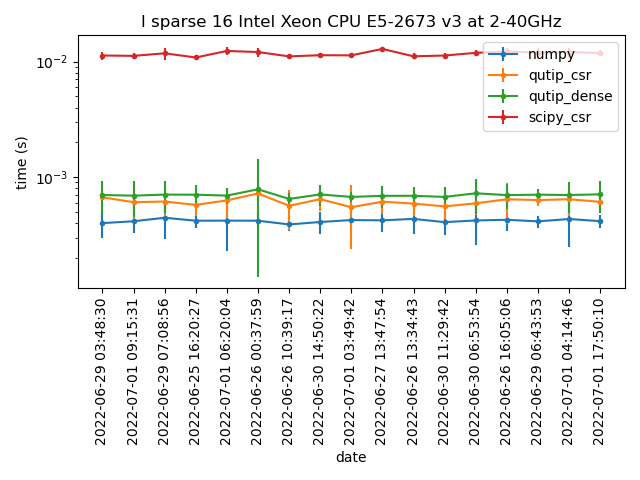 I sparse 16 Intel Xeon CPU E5-2673 v3 at 2-40GHz
time (s)
10⁻²
10⁻³
numpy
qutip_csr
qutip_dense
scipy_csr
2022-06-29 03:48:30
2022-07-01 09:15:31
2022-06-29 07:08:56
2022-06-25 16:20:27
2022-07-01 06:20:04
2022-06-26 00:37:59
2022-06-26 10:39:17
2022-06-30 14:50:22
2022-07-01 03:49:42
2022-06-27 13:47:54
2022-06-26 13:34:43
2022-06-30 11:29:42
2022-06-30 06:53:54
2022-06-26 16:05:06
2022-06-29 06:43:53
2022-07-01 04:14:46
2022-07-01 17:50:10
date